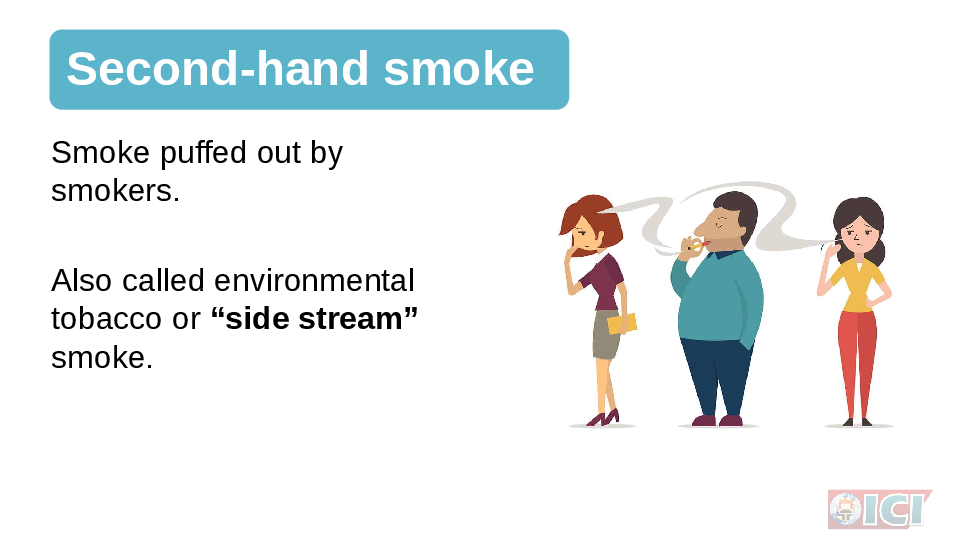 Second-hand smoke
Smoke puffed out by
smokers.
Also called environmental
tobacco or “side stream”
smoke.
ICI